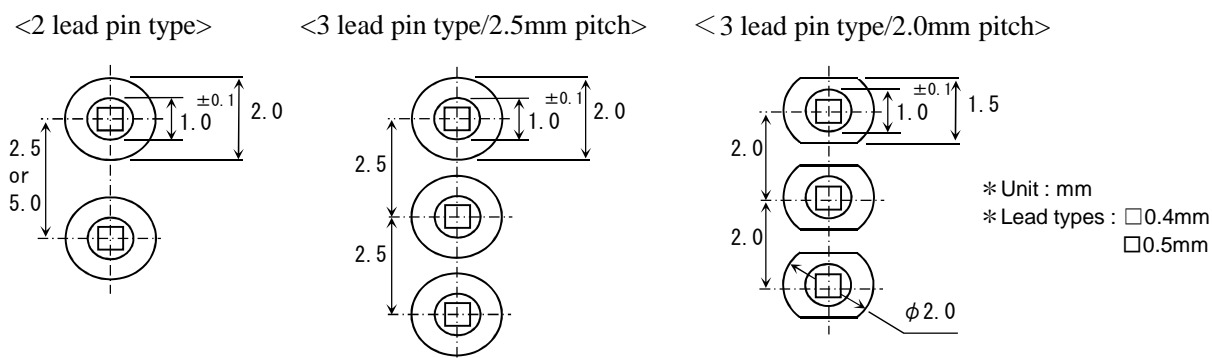 <2 lead pin type>
±0.1
1.0
2.0
2.5
or
5.0
<3 lead pin type/2.5mm pitch>
±0.1
1.0
2.0
2.5
2.5
＜3 lead pin type/2.0mm pitch>
±0.1
1.0
1.5
2.0
2.0
φ2.0
＊Unit : mm
＊Lead types : □0.4mm
□0.5mm